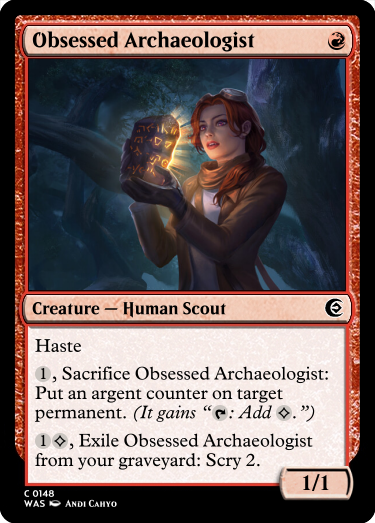 Obsessed Archaeologist
Creature — Human Scout
Haste
1, Sacrifice Obsessed Archaeologist:
Put an argent counter on target
permanent. (It gains “: Add .”)
1, Exile Obsessed Archaeologist
from your graveyard: Scry 2.
1/1
C 0148
WAS Andi Cahyo